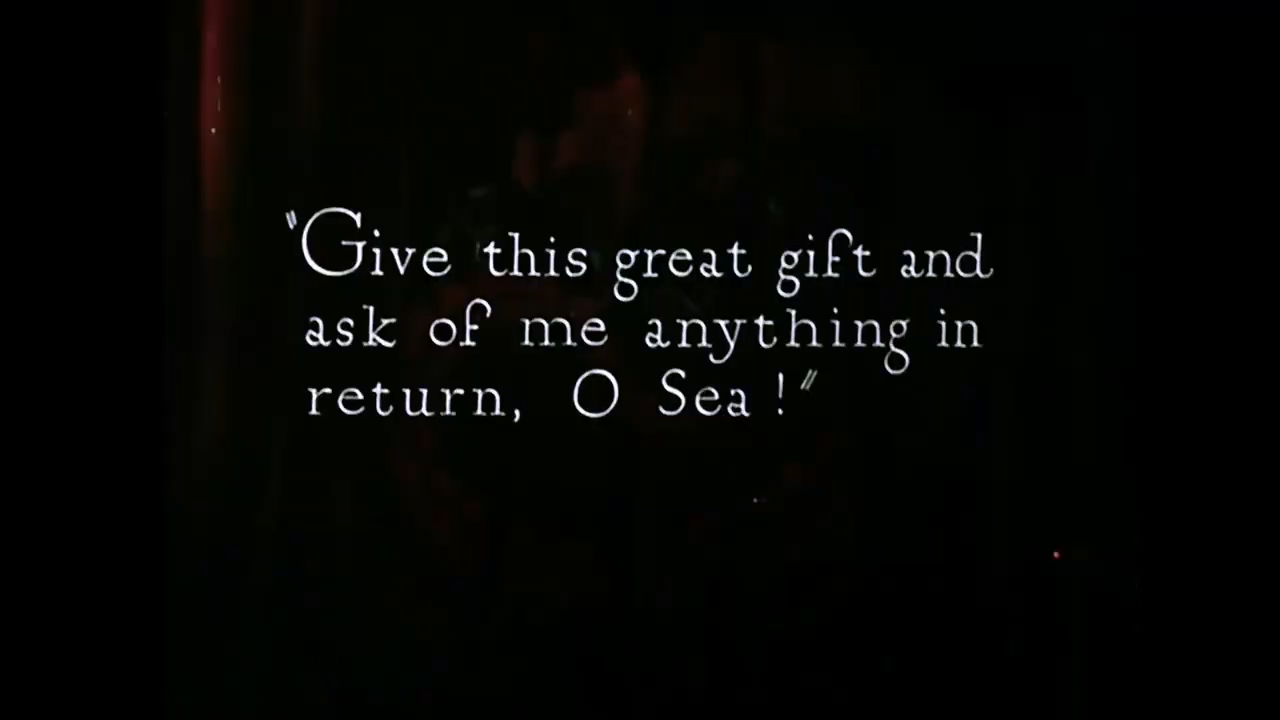 "Give this great gift and
ask of me anything in
return, O Sea!"